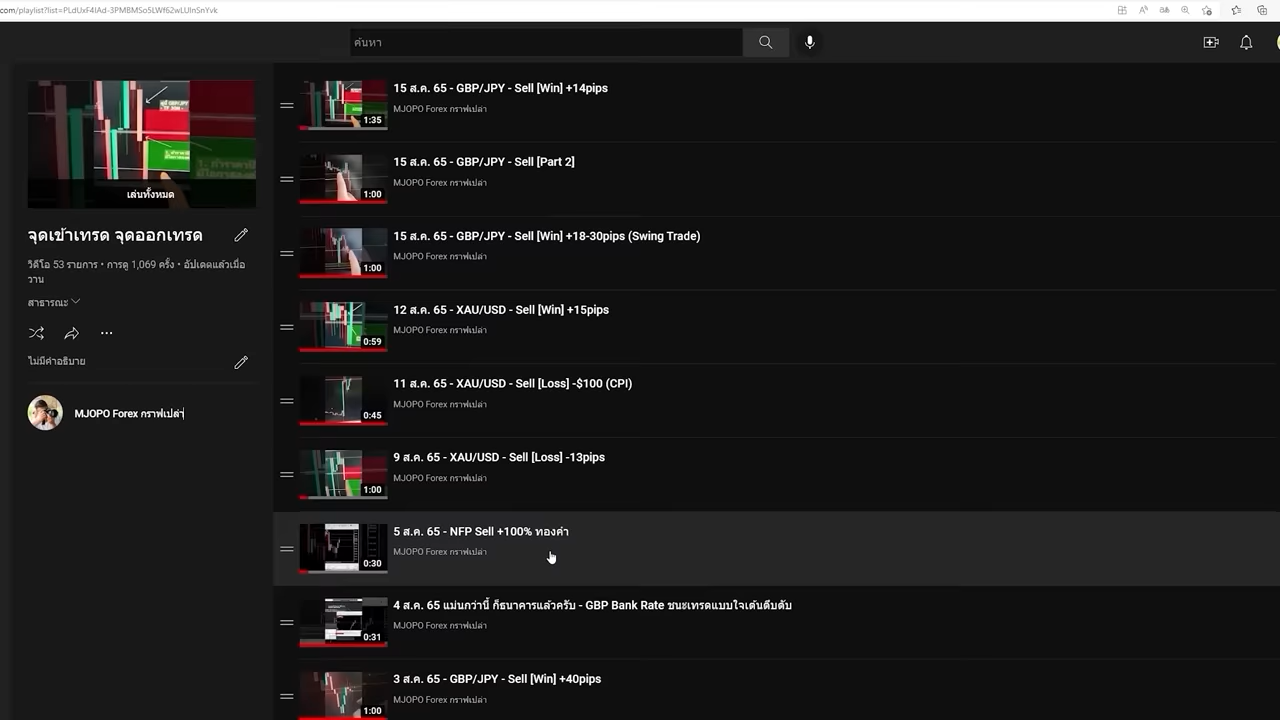 com/playlist?list=PLdUxF4IAd-3PMBMSo5LWf62wLUInSnYvk
ค้นหา
เล่นทั้งหมด
จุดเข้าเทรด จุดออกเทรด
วิดีโอ 53 รายการ • การดู 1,069 ครั้ง • อัปเดตแล้วเมื่อ
วาน
สาธารณะ
ไม่มีคำอธิบาย
MJOPO Forex กราฟเปล่า
15 ส.ค. 65 - GBP/JPY - Sell [Win] +14pips
MJOPO Forex กราฟเปล่า
1:35
15 ส.ค. 65 - GBP/JPY - Sell [Part 2]
MJOPO Forex กราฟเปล่า
1:00
15 ส.ค. 65 - GBP/JPY - Sell [Win] +18-30pips (Swing Trade)
MJOPO Forex กราฟเปล่า
1:00
12 ส.ค. 65 - XAU/USD - Sell [Win] +15pips
MJOPO Forex กราฟเปล่า
0:59
11 ส.ค. 65 - XAU/USD - Sell [Loss] -$100 (CPI)
MJOPO Forex กราฟเปล่า
0:45
9 ส.ค. 65 - XAU/USD - Sell [Loss] -13pips
MJOPO Forex กราฟเปล่า
1:00
5 ส.ค. 65 - NFP Sell +100% ทองคำ
MJOPO Forex กราฟเปล่า
0:30
4 ส.ค. 65 แม่นกว่านี้ ก็ธนาคารแล้วครับ - GBP Bank Rate ชนะเทรดแบบใจเต้นตึบตับ
MJOPO Forex กราฟเปล่า
0:31
3 ส.ค. 65 - GBP/JPY - Sell [Win] +40pips
MJOPO Forex กราฟเปล่า
1:00